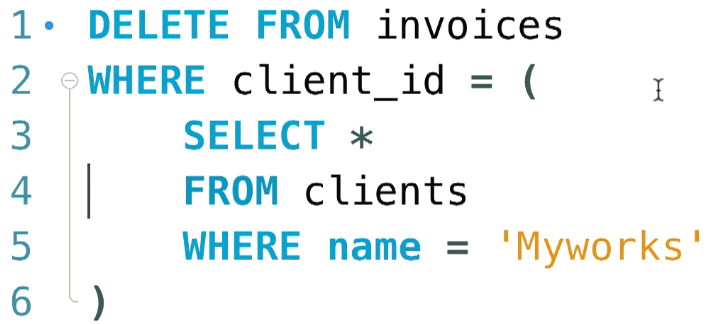 1 DELETE FROM invoices
2 WHERE client_id = (
3 SELECT *
4 FROM clients
5 WHERE name = 'Myworks'
6 )